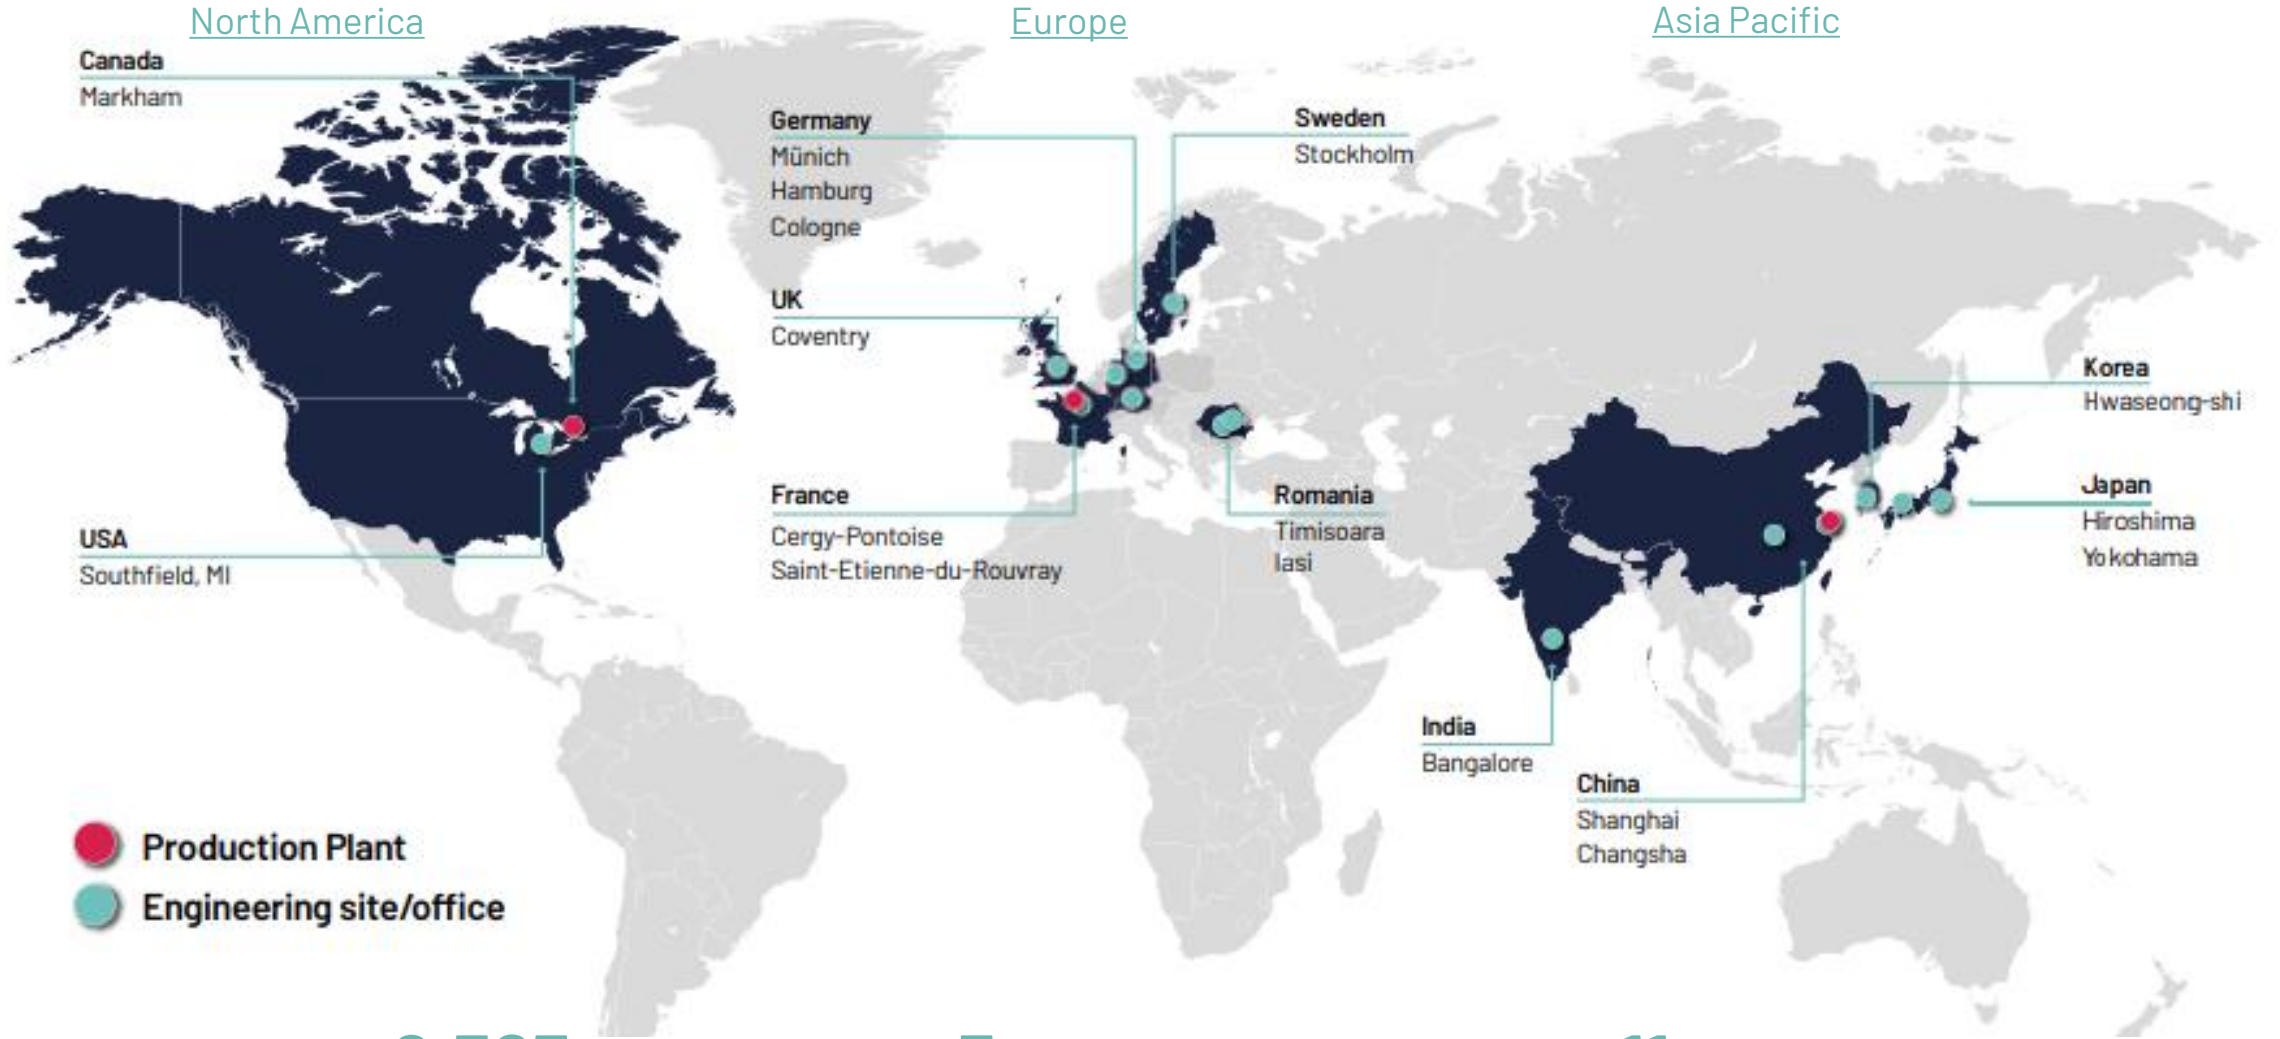 North America
Europe
Asia Pacific
Canada
Markham
USA
Southfield, MI
Germany
Münich
Hamburg
Cologne
UK
Coventry
France
Cergy-Pontoise
Saint-Etienne-du-Rouvray
Sweden
Stockholm
Romania
Timisoara
Iasi
Korea
Hwaseong-shi
Japan
Hiroshima
Yokohama
India
Bangalore
China
Shanghai
Changsha
Production Plant
Engineering site/office